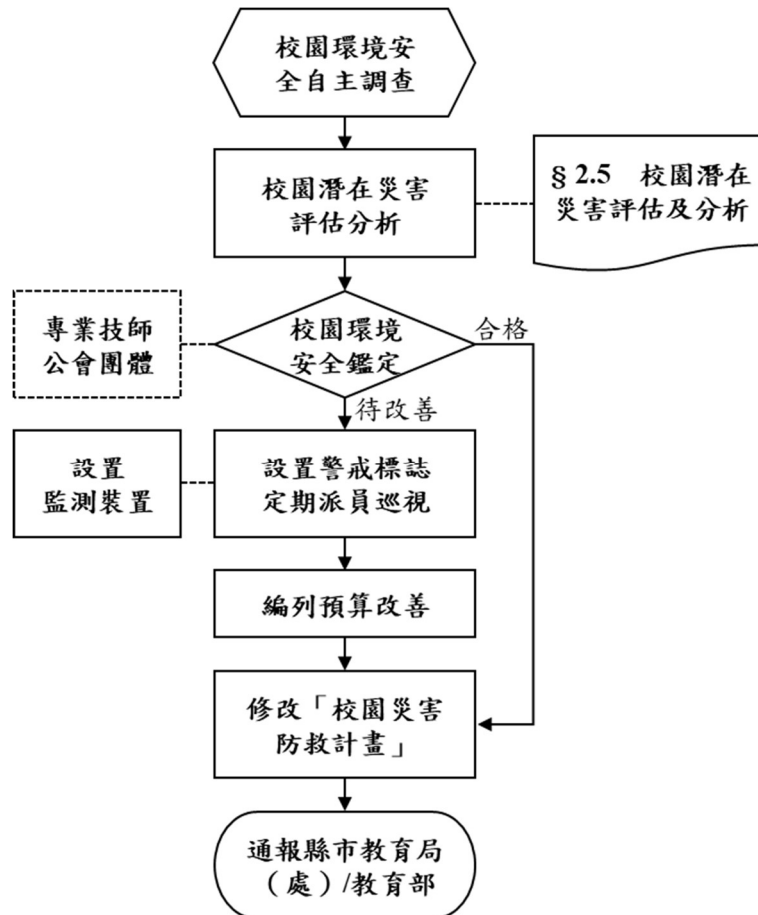 校園環境安
全自主調查
校園潛在災害
評估分析
§ 2.5 校園潛在
災害評估及分析
專業技師
公會團體
校園環境
安全鑑定
合格
待改善
設置
監測裝置
設置警戒標誌
定期派員巡視
編列預算改善
修改「校園災害
防救計畫」
通報縣市教育局
（處）/教育部